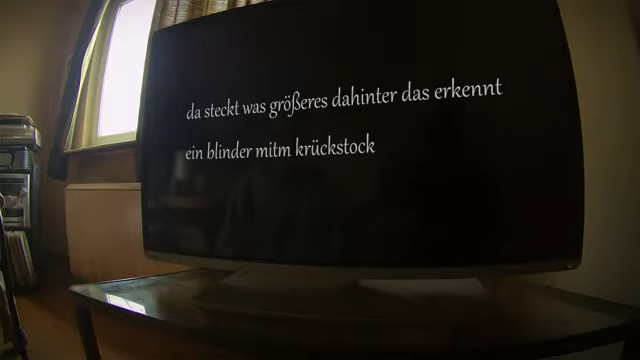 da steckt was größeres dahinter das erkennt
ein blinder mitm krückstock